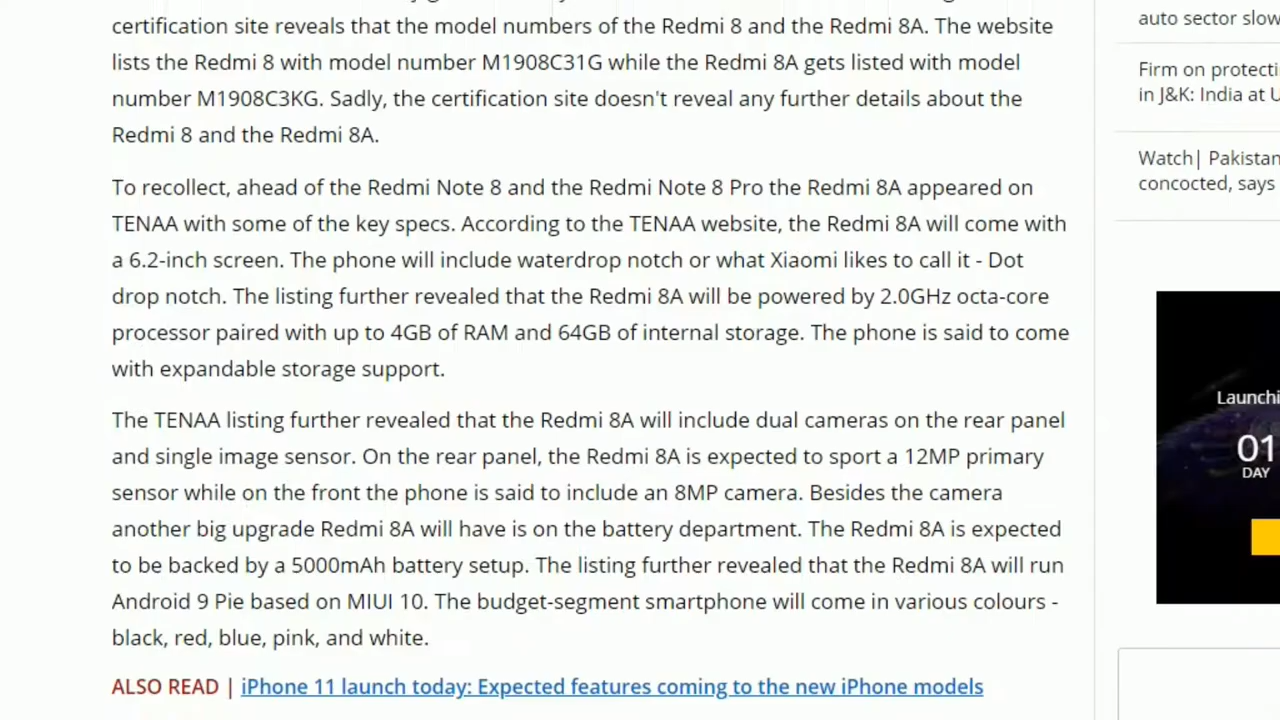 certification site reveals that the model numbers of the Redmi 8 and the Redmi 8A. The website
lists the Redmi 8 with model number M1908C31G while the Redmi 8A gets listed with model
number M1908C3KG. Sadly, the certification site doesn't reveal any further details about the
Redmi 8 and the Redmi 8A.
To recollect, ahead of the Redmi Note 8 and the Redmi Note 8 Pro the Redmi 8A appeared on
TENAA with some of the key specs. According to the TENAA website, the Redmi 8A will come with
a 6.2-inch screen. The phone will include waterdrop notch or what Xiaomi likes to call it - Dot
drop notch. The listing further revealed that the Redmi 8A will be powered by 2.0GHz octa-core
processor paired with up to 4GB of RAM and 64GB of internal storage. The phone is said to come
with expandable storage support.
The TENAA listing further revealed that the Redmi 8A will include dual cameras on the rear panel
and single image sensor. On the rear panel, the Redmi 8A is expected to sport a 12MP primary
sensor while on the front the phone is said to include an 8MP camera. Besides the camera
another big upgrade Redmi 8A will have is on the battery department. The Redmi 8A is expected
to be backed by a 5000mAh battery setup. The listing further revealed that the Redmi 8A will run
Android 9 Pie based on MIUI 10. The budget-segment smartphone will come in various colours -
black, red, blue, pink, and white.
ALSO READ | iPhone 11 launch today: Expected features coming to the new iPhone models
auto sector slow
Firm on protecti
in J&K: India at U
Watch| Pakistan
concocted, says
Launchi
01
DAY